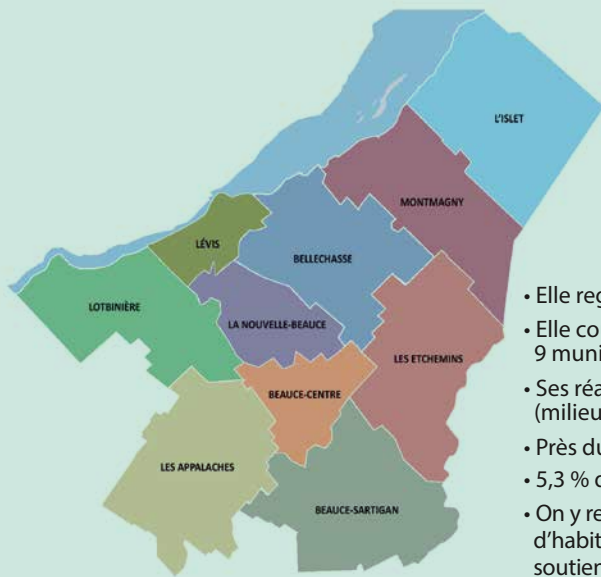 L'ISLET
MONTMAGNY
LÉVIS
BELLECHASSE
LOTBINIÈRE
LA NOUVELLE-BEAUCE
LES ETCHEMINS
BEAUCE-CENTRE
LES APPALACHES
BEAUCE-SARTIGAN
• Elle reg
• Elle co
9 muni
• Ses réa
(milieu
• Près du
• 5,3 % d
• On y re
d'habit
soutien